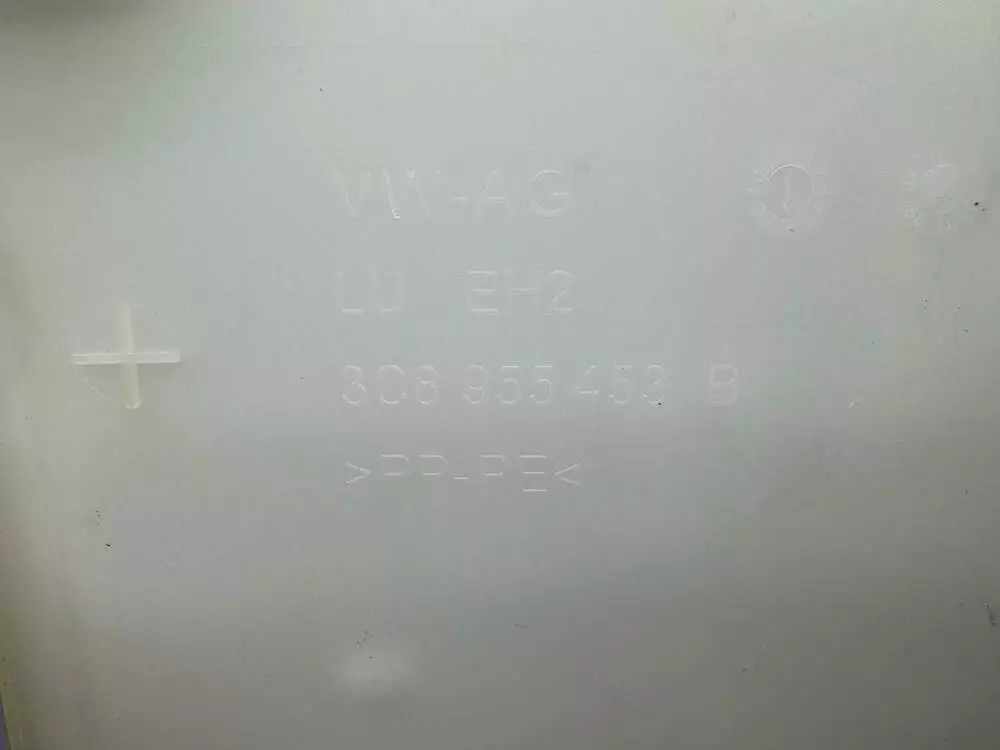 VW-AG
LU EH2
3C8 955 453 B
>PP-PE<